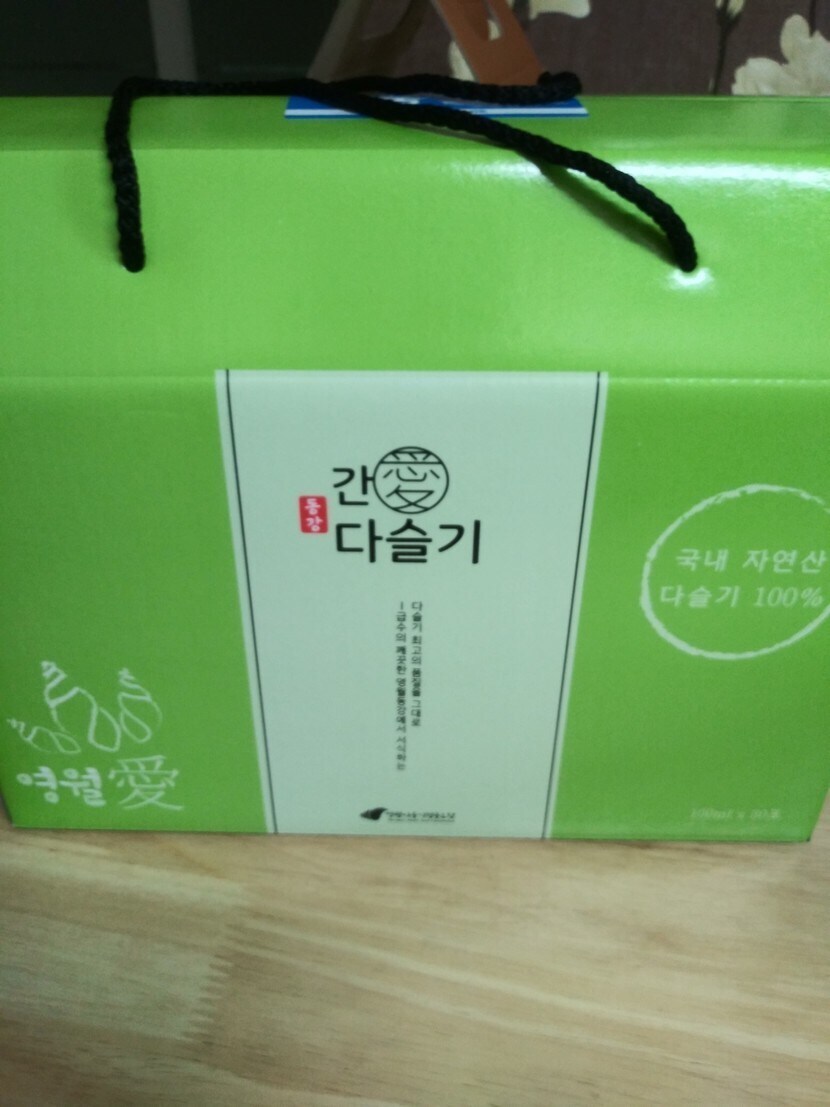 간愛
동강
다슬기
다슬기 최고의 품질을 그대로
1급수의 깨끗한 영월동강에서 서식하는
국내 자연산
다슬기 100%
영월愛